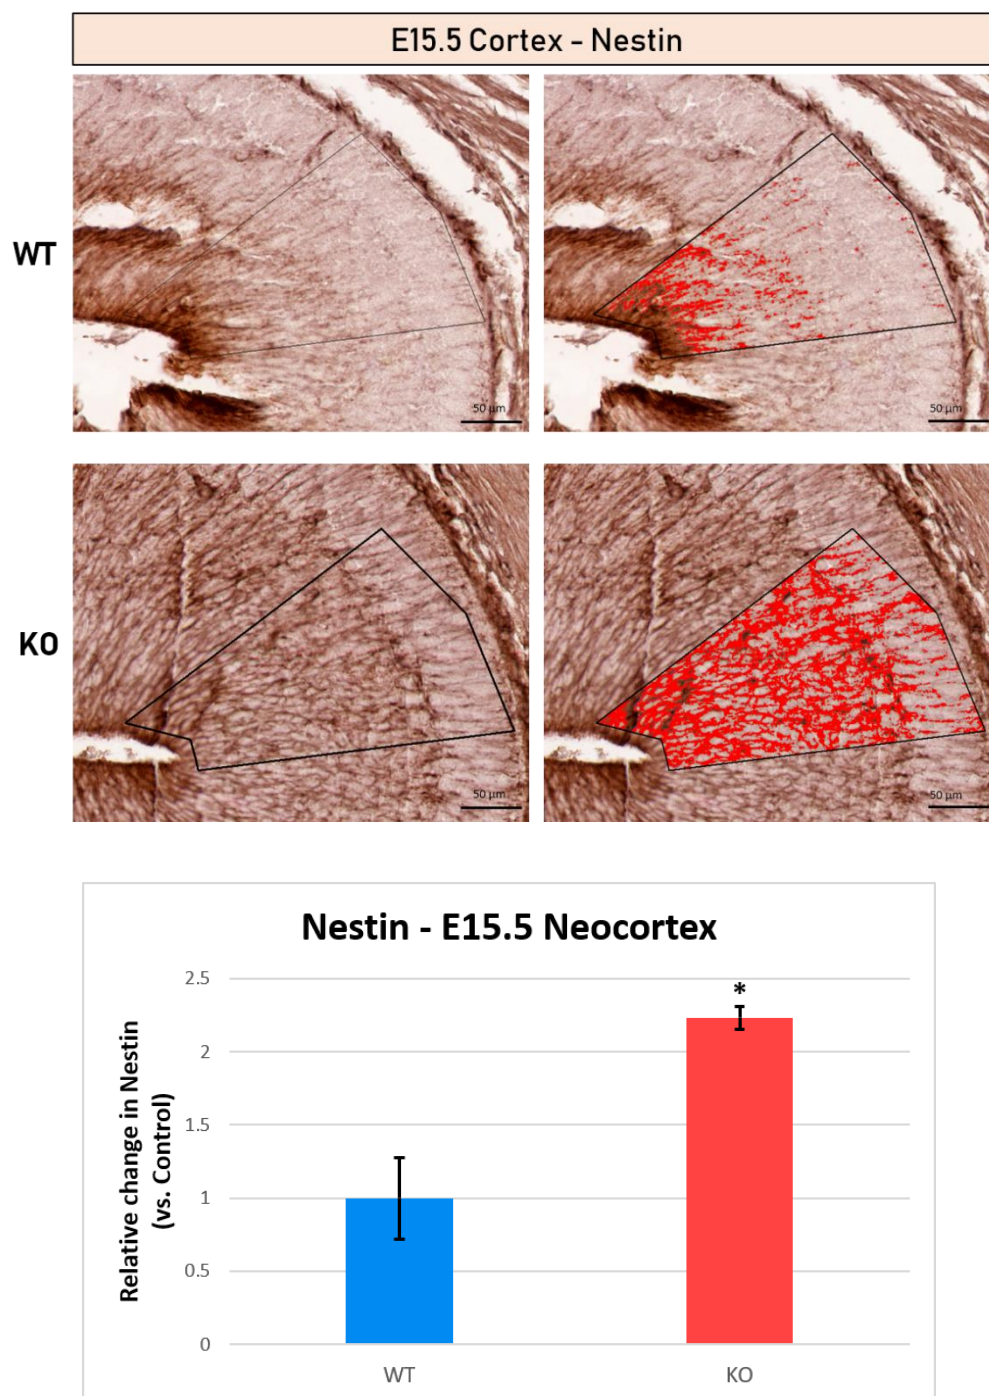 E15.5 Cortex - Nestin
WT
50 µm
50 µm
KO
50 µm
50 µm
Nestin - E15.5 Neocortex
Relative change in Nestin
(vs. Control)
2.5
2
1.5
1
0.5
0
*
WT
KO